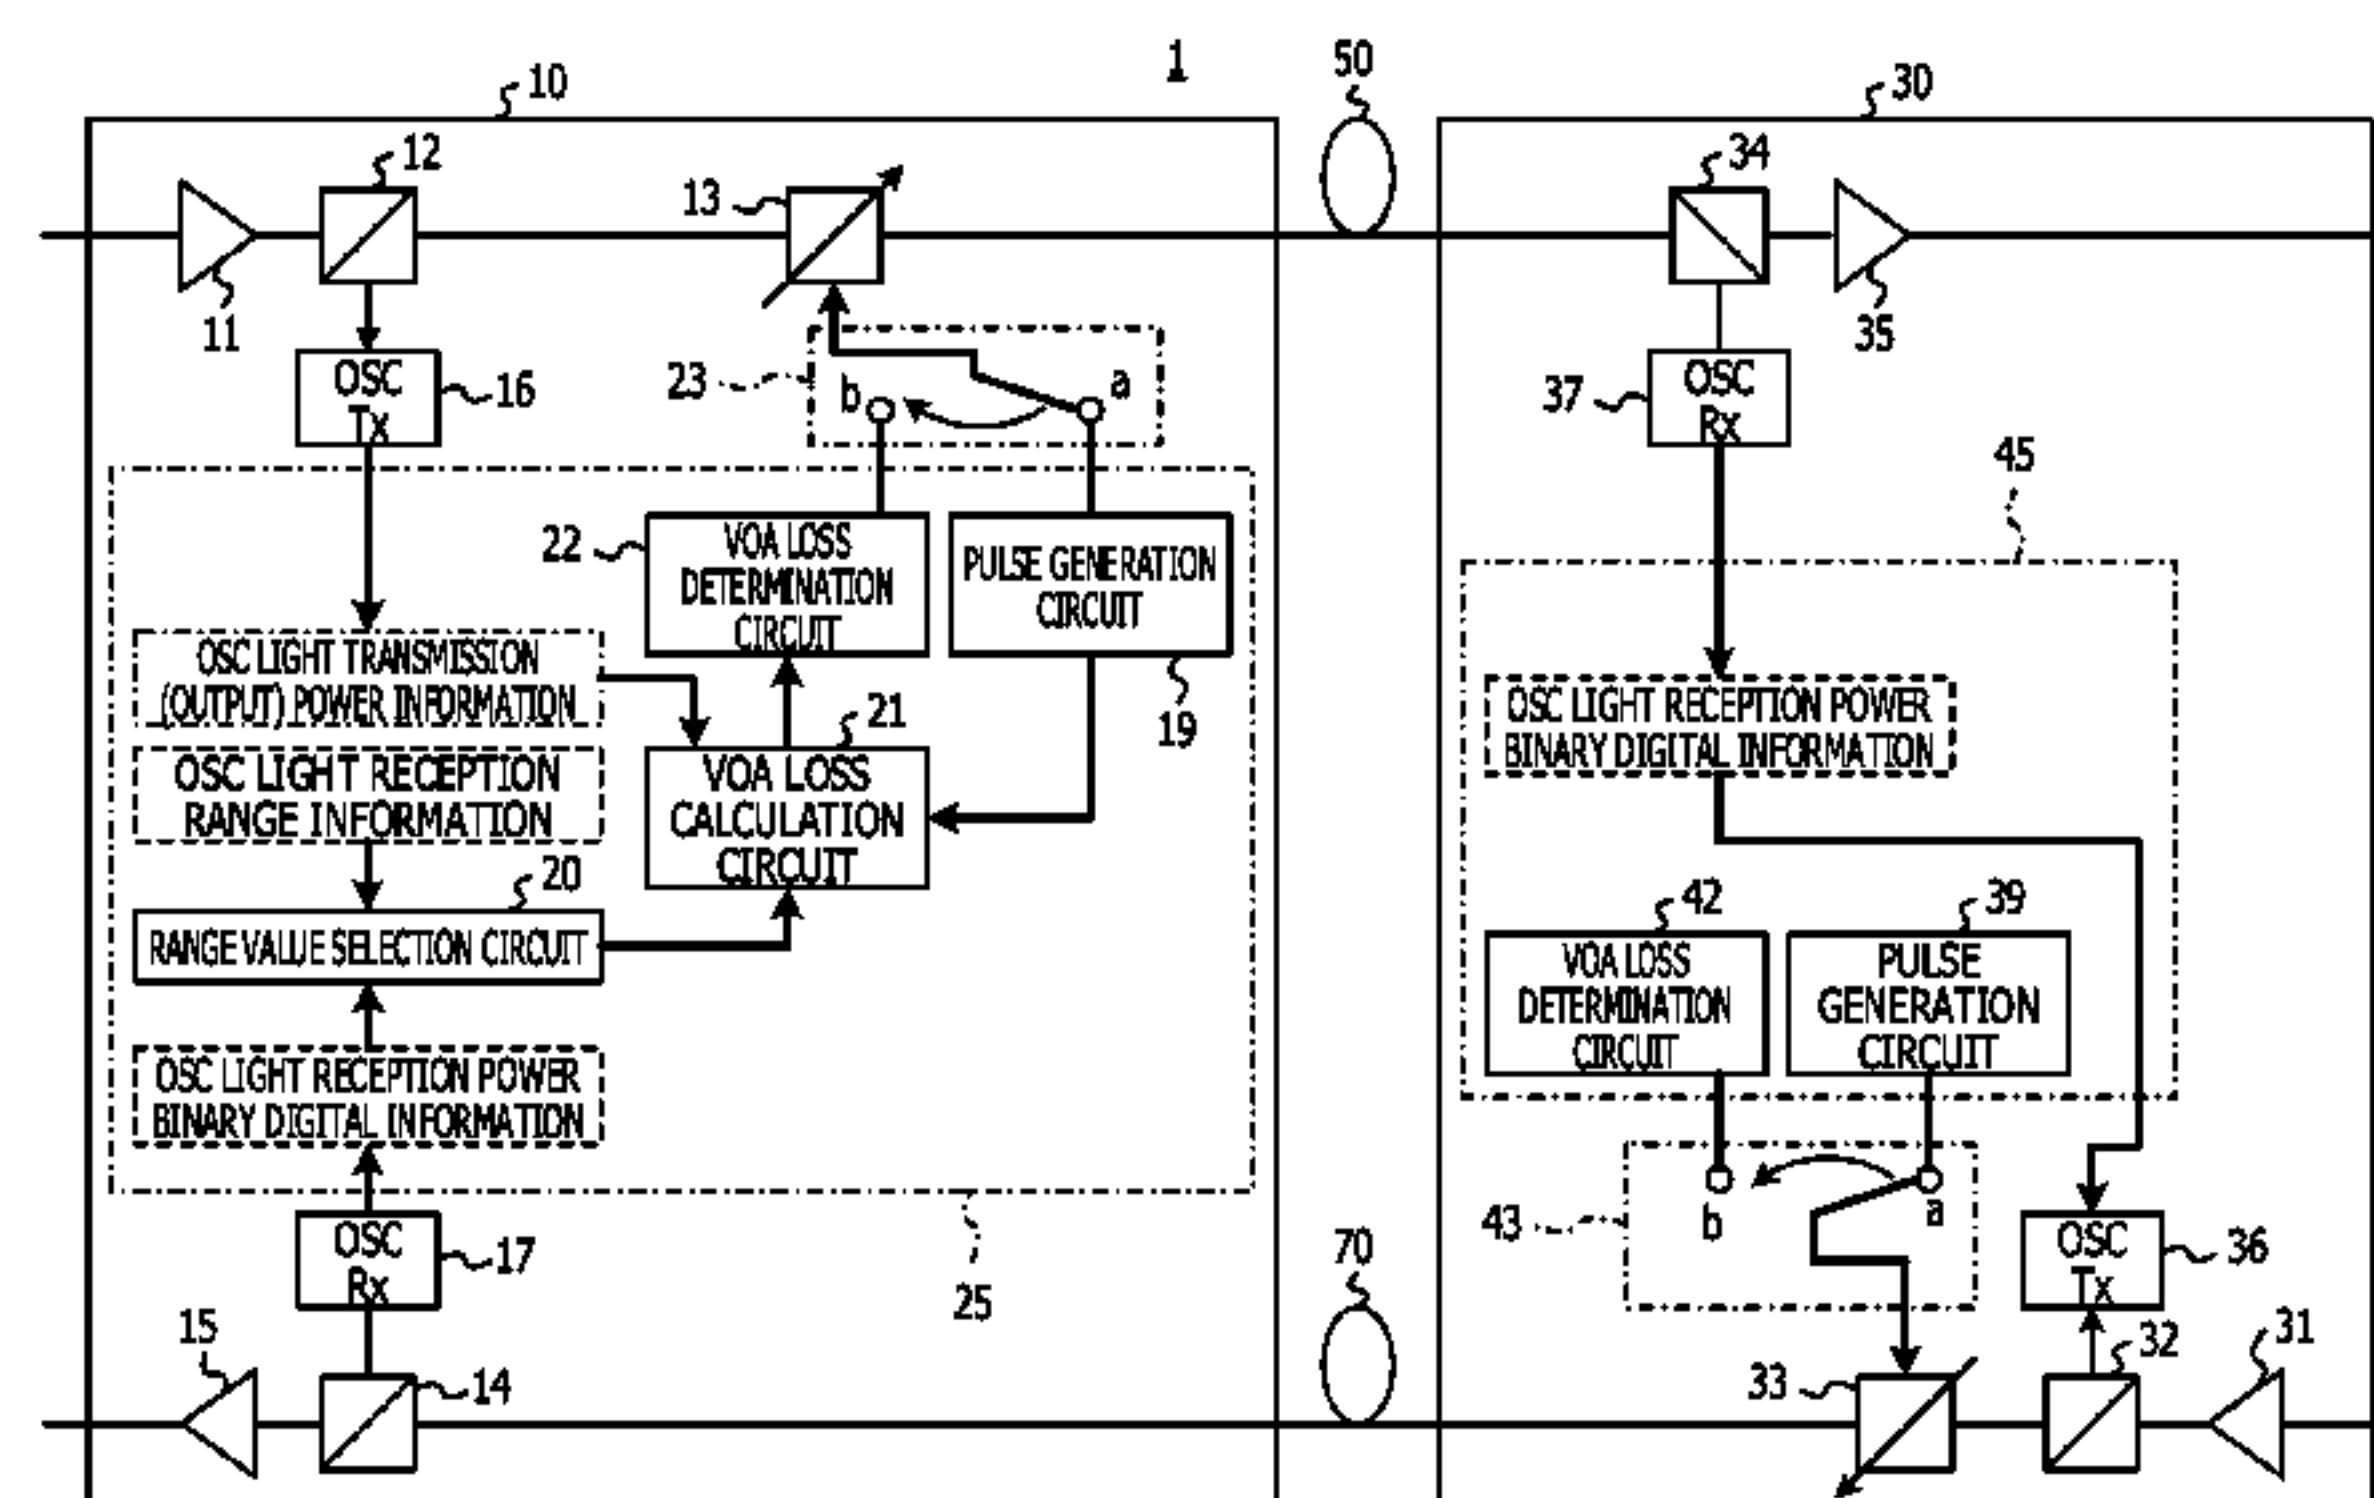 1
50
10
30
12
34
13
11
35
OSC
Tx
16
23
b
a
37
OSC
Rx
45
22
VOA LOSS
DETERMINATION
CIRCUIT
PULSE GENERATION
CIRCUIT
19
OSC LIGHT TRANSMISSION
(OUTPUT) POWER INFORMATION
21
OSC LIGHT RECEPTION
RANGE INFORMATION
VOA LOSS
CALCULATION
CIRCUIT
20
RANGE VALUE SELECTION CIRCUIT
OSC LIGHT RECEPTION POWER
BINARY DIGITAL INFORMATION
OSC
Rx
17
25
15
14
OSC LIGHT RECEPTION POWER
BINARY DIGITAL INFORMATION
42
39
VOA LOSS
DETERMINATION
CIRCUIT
PULSE
GENERATION
CIRCUIT
43
b
a
70
OSC
Tx
36
33
32
31